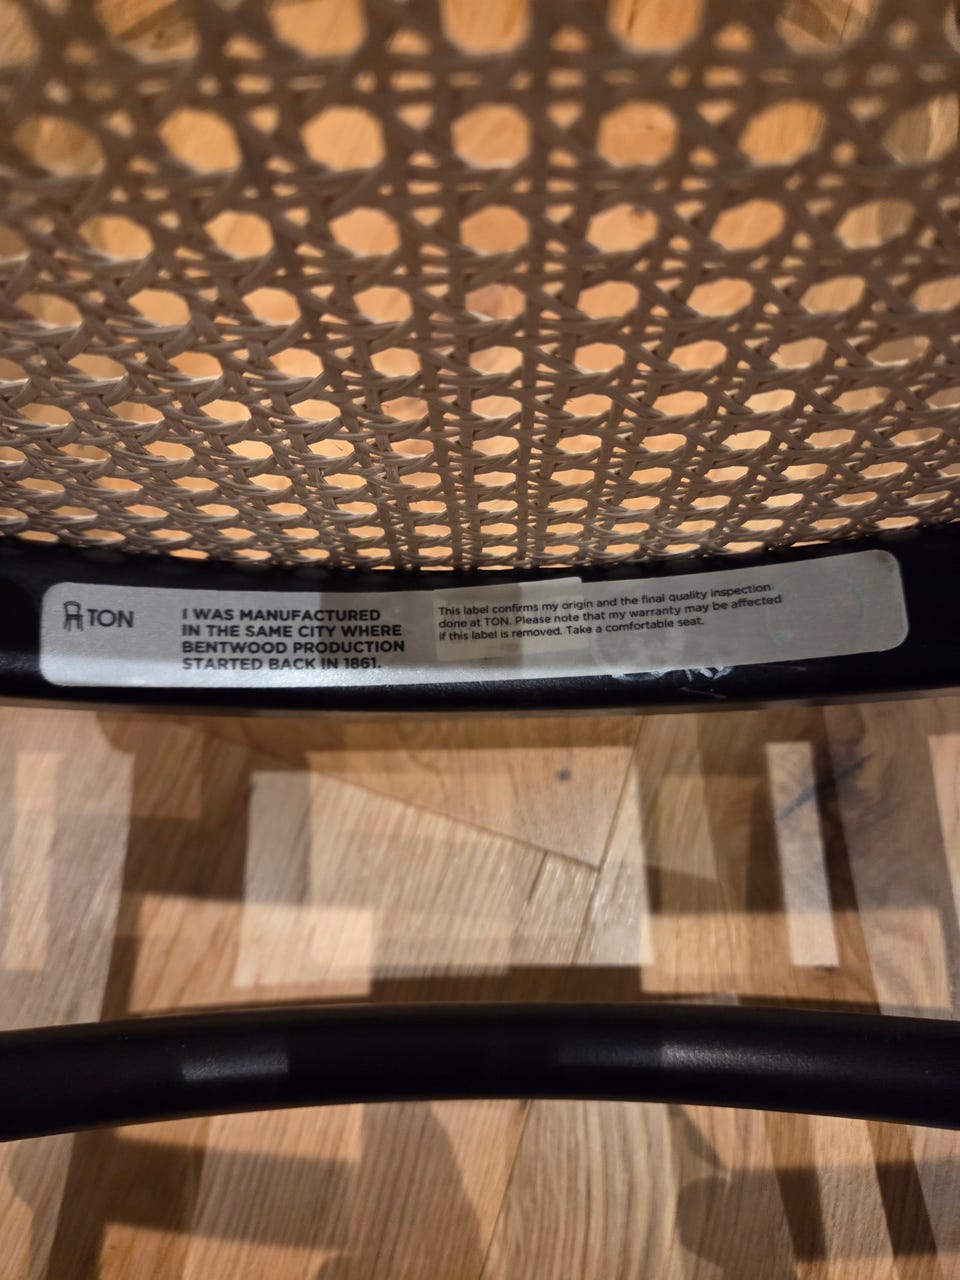 TON
I WAS MANUFACTURED
IN THE SAME CITY WHERE
BENTWOOD PRODUCTION
STARTED BACK IN 1861.
This label confirms my origin and the final quality inspection
done at TON. Please note that my warranty may be affected
if this label is removed. Take a comfortable seat.